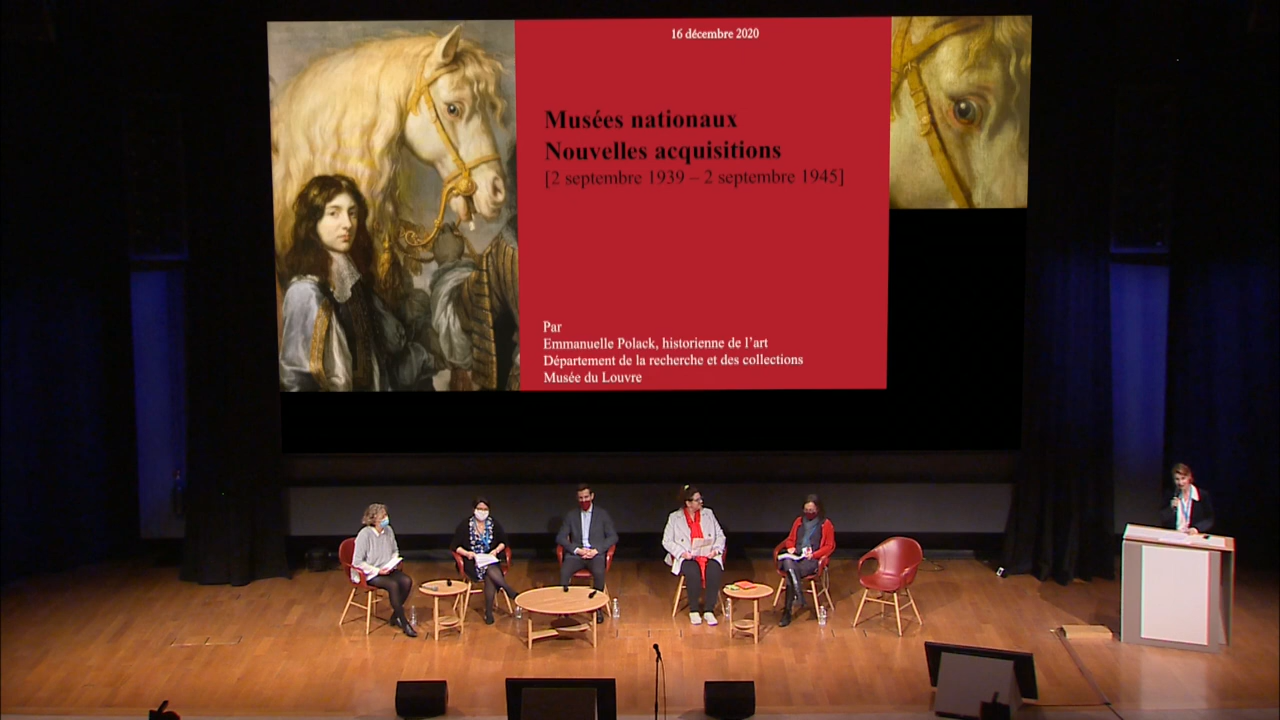 16 décembre 2020
Musées nationaux
Nouvelles acquisitions
[2 septembre 1939 – 2 septembre 1945]
Par
Emmanuelle Polack, historienne de l'art
Département de la recherche et des collections
Musée du Louvre